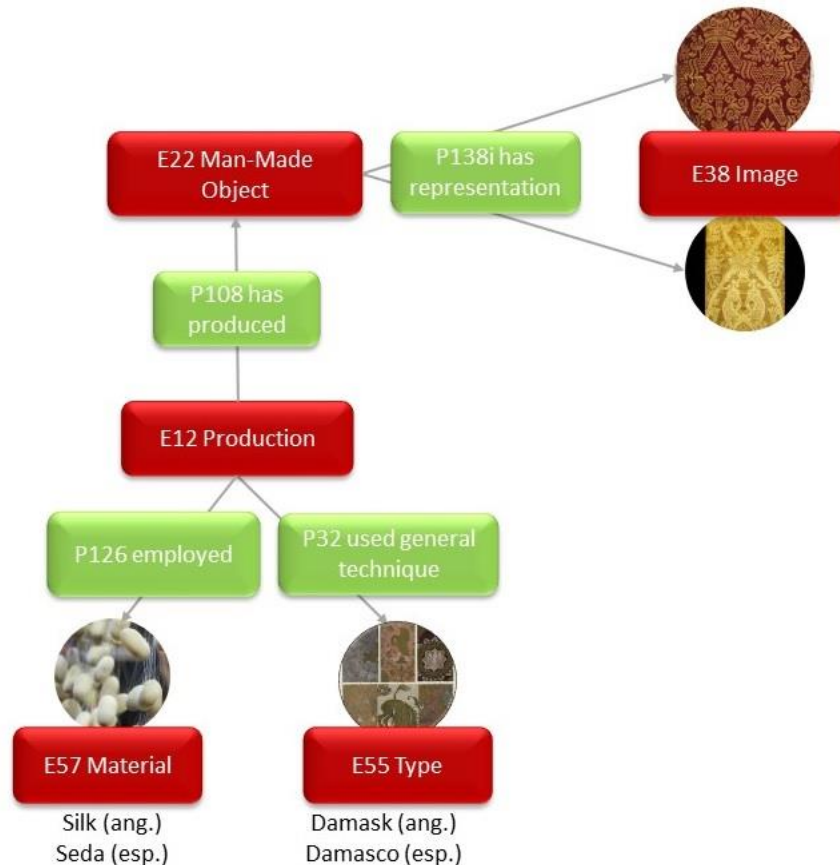 E22 Man-Made
Object
P138i has
representation
E38 Image
P108 has
produced
E12 Production
P126 employed
P32 used general
technique
E57 Material
E55 Type
Silk (ang.)
Seda (esp.)
Damask (ang.)
Damasco (esp.)